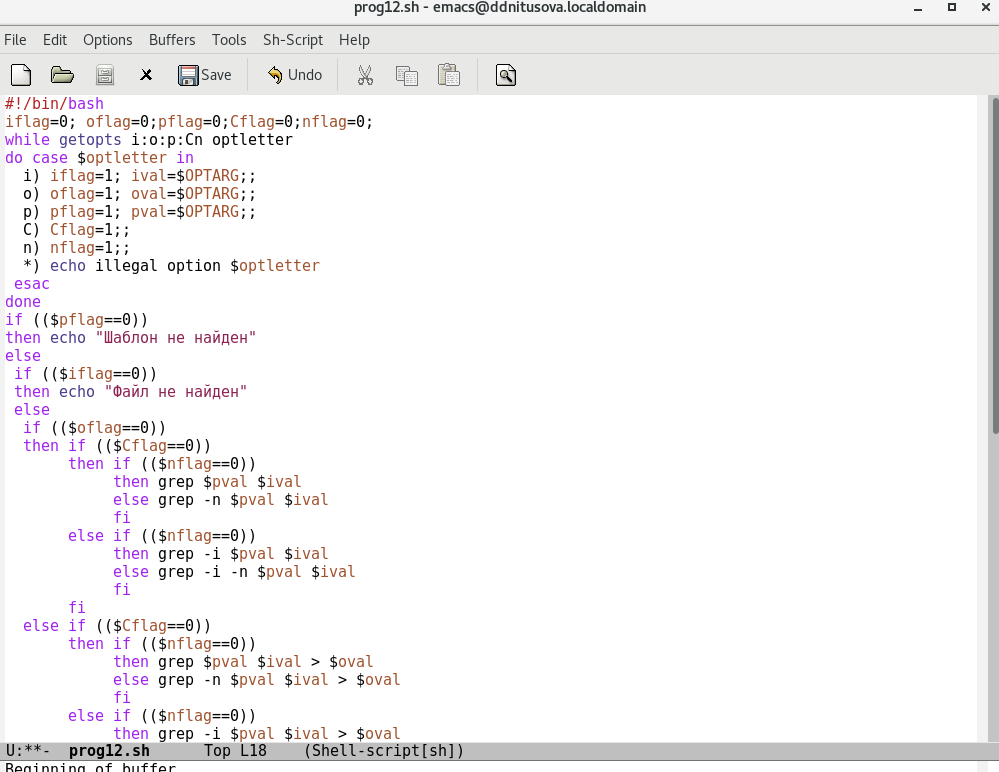 prog12.sh - emacs@ddnitusova.localdomain
File Edit Options Buffers Tools Sh-Script Help
Save Undo
#!/bin/bash
iflag=0; oflag=0;pflag=0;Cflag=0;nflag=0;
while getopts i:o:p:Cn optletter
do case $optletter in
  i) iflag=1; ival=$OPTARG;;
  o) oflag=1; oval=$OPTARG;;
  p) pflag=1; pval=$OPTARG;;
  C) Cflag=1;;
  n) nflag=1;;
  *) echo illegal option $optletter
 esac
done
if (($pflag==0))
then echo "Шаблон не найден"
else
 if (($iflag==0))
 then echo "Файл не найден"
 else
  if (($oflag==0))
  then if (($Cflag==0))
       then if (($nflag==0))
            then grep $pval $ival
            else grep -n $pval $ival
            fi
       else if (($nflag==0))
            then grep -i $pval $ival
            else grep -i -n $pval $ival
            fi
       fi
  else if (($Cflag==0))
       then if (($nflag==0))
            then grep $pval $ival > $oval
            else grep -n $pval $ival > $oval
            fi
       else if (($nflag==0))
            then grep -i $pval $ival > $oval
U:**-  prog12.sh      Top L18    (Shell-script[sh])
Beginning of buffer